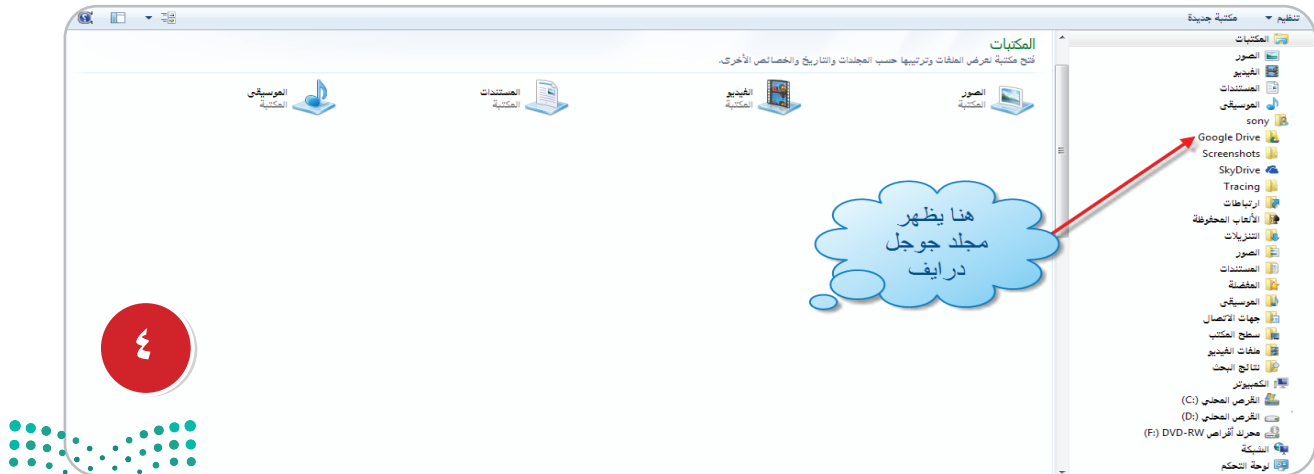 تنظيم مكتبة جديدة
المكتبات
الصور
الفيديو
المستندات
الموسيقى
sony
Google Drive
Screenshots
SkyDrive
Tracing
ارتباطات
الألعاب المحفوظة
التنزيلات
الصور
المستندات
المفضلة
الموسيقى
جهات الاتصال
سطح المكتب
ملفات الفيديو
نتائج البحث
الكمبيوتر
القرص المحلي (C:)
القرص المحلي (D:)
محرك أقراص DVD-RW (F:)
الشبكة
لوحة التحكم
المكتبات
فتح مكتبة لعرض الملفات وترتيبها حسب المجلدات والتاريخ والخصائص الأخرى.
الصور
المكتبة
الفيديو
المكتبة
المستندات
المكتبة
الموسيقى
المكتبة
هنا يظهر
مجلد جوجل
درايف
٤